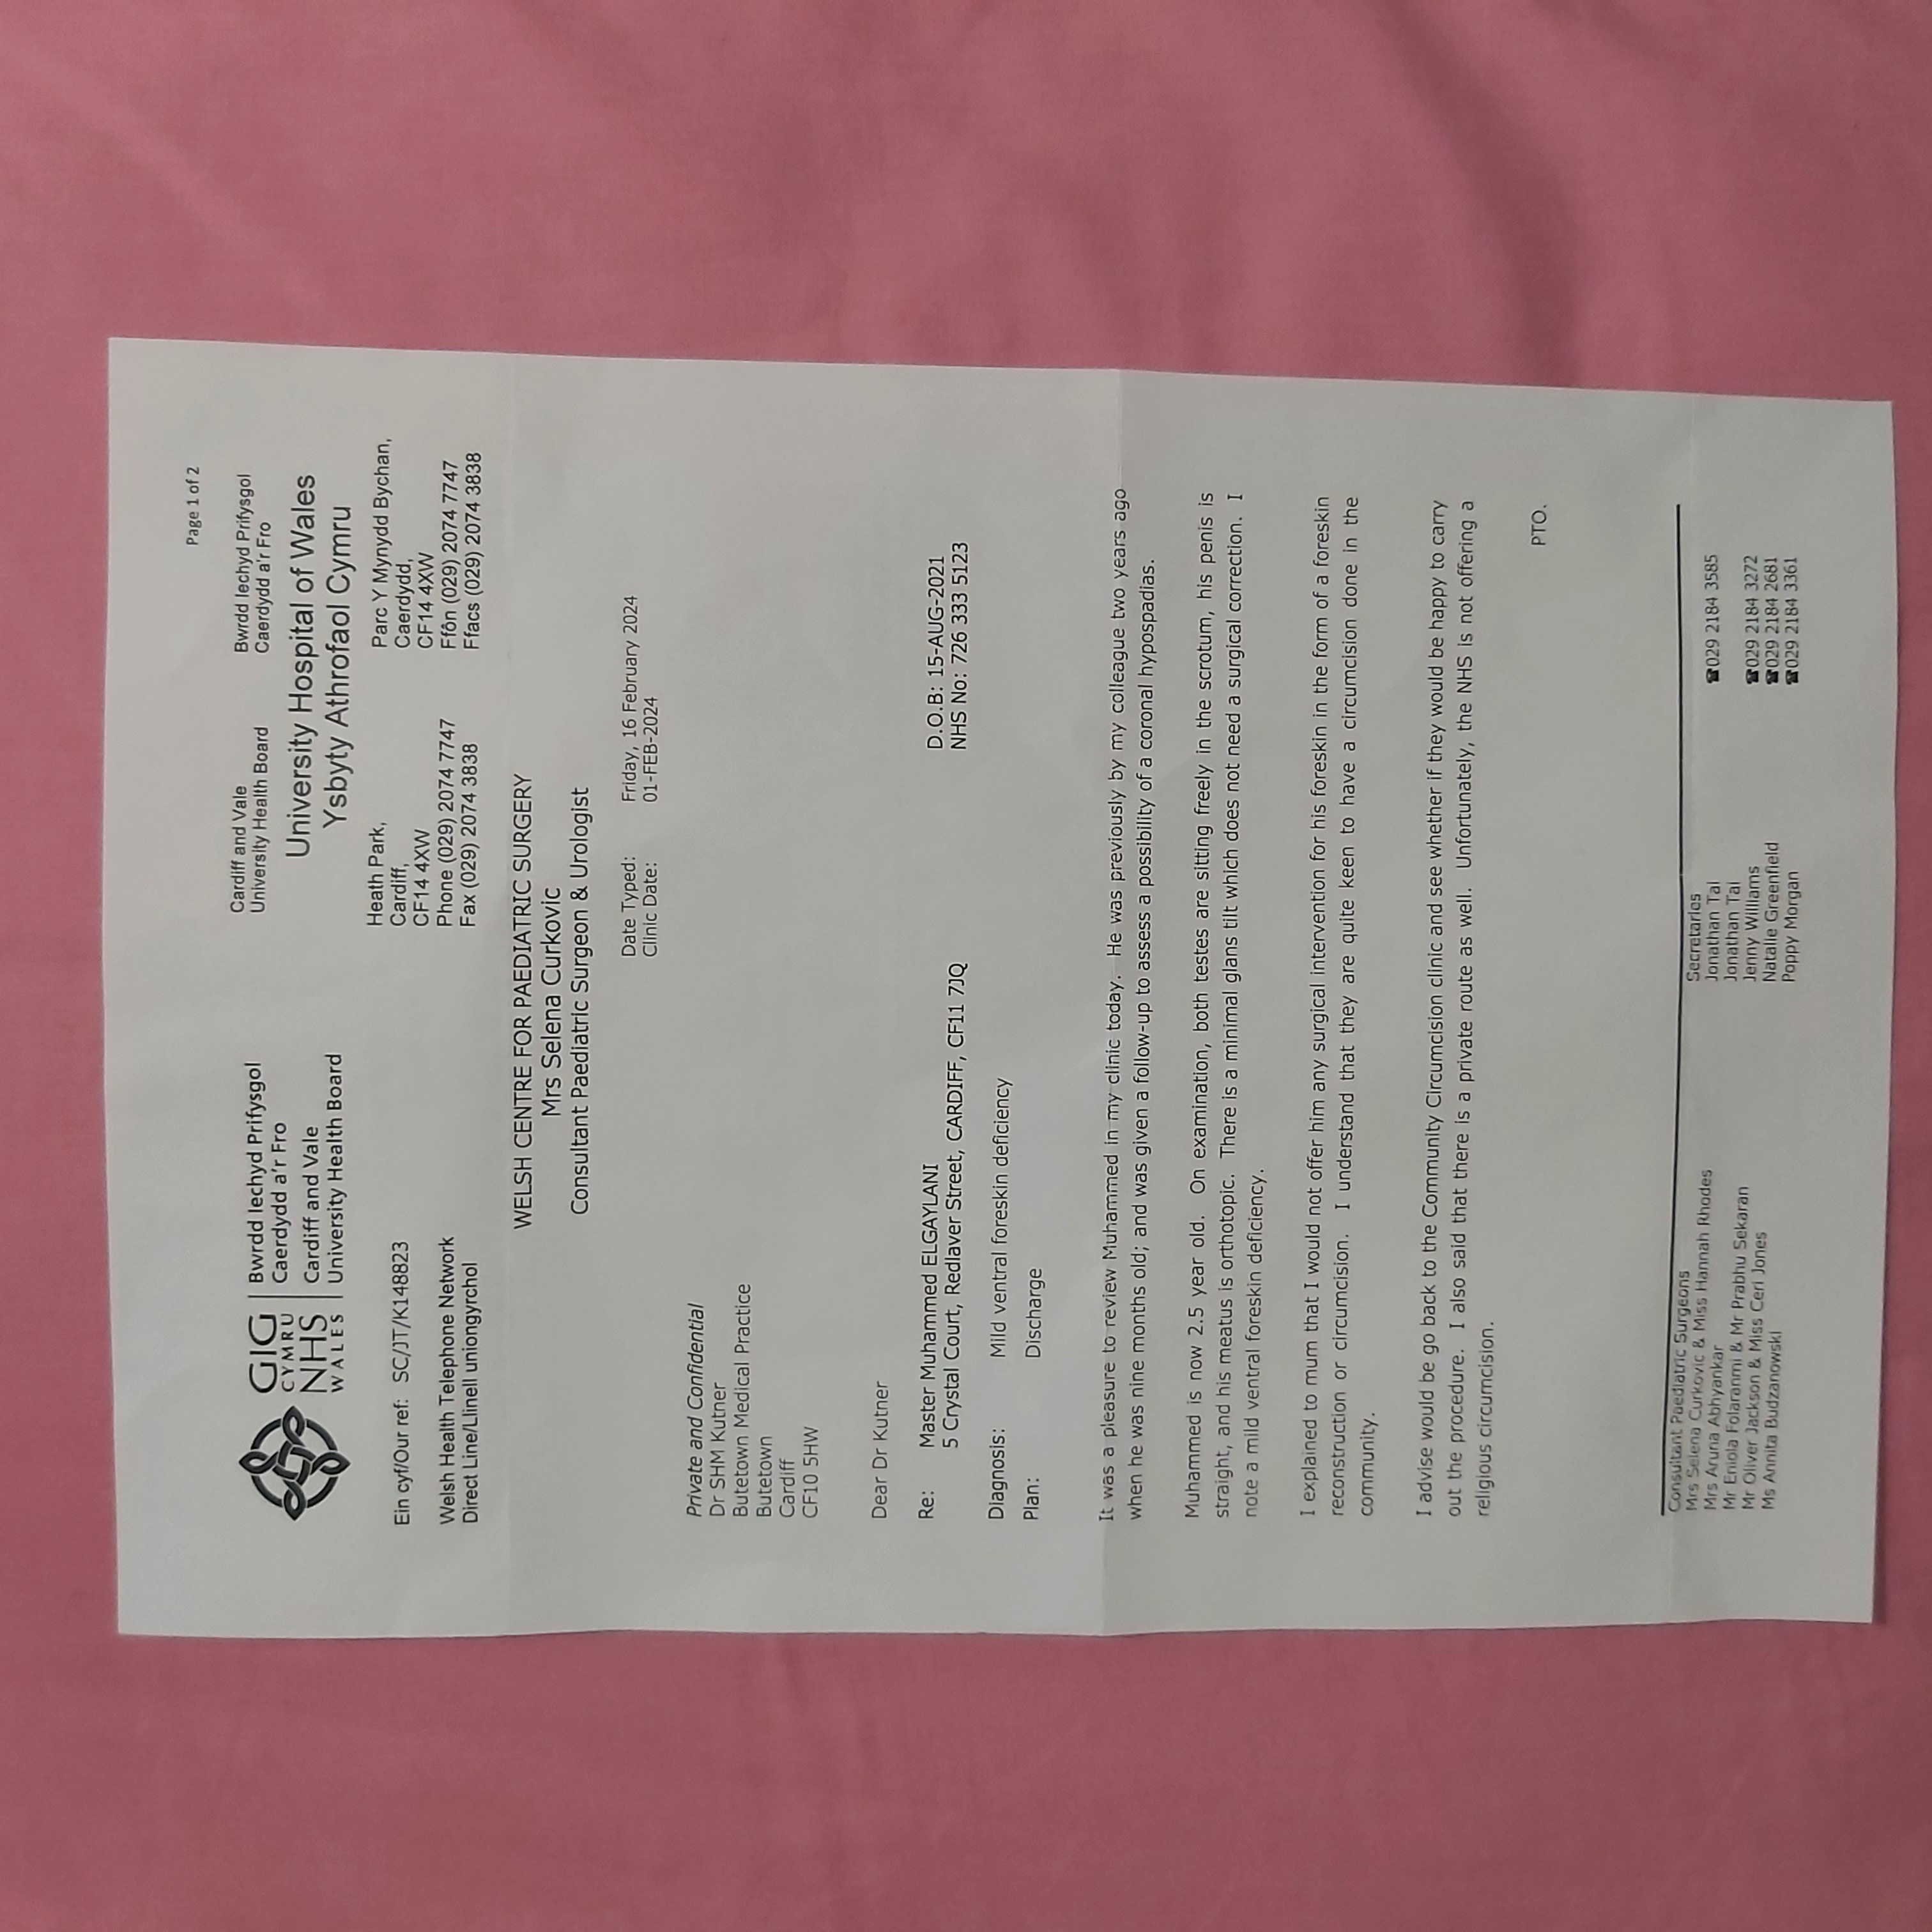 Page 1 of 2
GIG
CYMRU
NHS
WALES
Bwrdd Iechyd Prifysgol
Caerdydd a'r Fro
Cardiff and Vale
University Health Board
Cardiff and Vale
University Health Board
Bwrdd Iechyd Prifysgol
Caerdydd a'r Fro
University Hospital of Wales
Ysbyty Athrofaol Cymru
Heath Park,
Cardiff,
CF14 4XW
Phone (029) 2074 7747
Fax (029) 2074 3838
Parc Y Mynydd Bychan,
Caerdydd,
CF14 4XW
Ffôn (029) 2074 7747
Ffacs (029) 2074 3838
Ein cyf/Our ref: SC/JT/K148823
Welsh Health Telephone Network
Direct Line/Llinell uniongyrchol
WELSH CENTRE FOR PAEDIATRIC SURGERY
Mrs Selena Curkovic
Consultant Paediatric Surgeon & Urologist
Date Typed: Friday, 16 February 2024
Clinic Date: 01-FEB-2024
Private and Confidential
Dr SHM Kutner
Butetown Medical Practice
Butetown
Cardiff
CF10 5HW
Dear Dr Kutner
Re: Master Muhammed ELGAYLANI D.O.B: 15-AUG-2021
5 Crystal Court, Redlaver Street, CARDIFF, CF11 7JQ NHS No: 726 333 5123
Diagnosis: Mild ventral foreskin deficiency
Plan: Discharge
It was a pleasure to review Muhammed in my clinic today. He was previously by my colleague two years ago
when he was nine months old; and was given a follow-up to assess a possibility of a coronal hypospadias.
Muhammed is now 2.5 year old. On examination, both testes are sitting freely in the scrotum, his penis is
straight, and his meatus is orthotopic. There is a minimal glans tilt which does not need a surgical correction. I
note a mild ventral foreskin deficiency.
I explained to mum that I would not offer him any surgical intervention for his foreskin in the form of a foreskin
reconstruction or circumcision. I understand that they are quite keen to have a circumcision done in the
community.
I advise would be go back to the Community Circumcision clinic and see whether if they would be happy to carry
out the procedure. I also said that there is a private route as well. Unfortunately, the NHS is not offering a
religious circumcision.
PTO.
Consultant Paediatric Surgeons
Mrs Selena Curkovic & Miss Hannah Rhodes
Mrs Aruna Abhyankar
Mr Eniola Folaranmi & Mr Prabhu Sekaran
Mr Oliver Jackson & Miss Ceri Jones
Ms Annita Budzanowski
Secretaries
Jonathan Tai ☎029 2184 3585
Jonathan Tai
Jenny Williams ☎029 2184 3272
Natalie Greenfield ☎029 2184 2681
Poppy Morgan ☎029 2184 3361